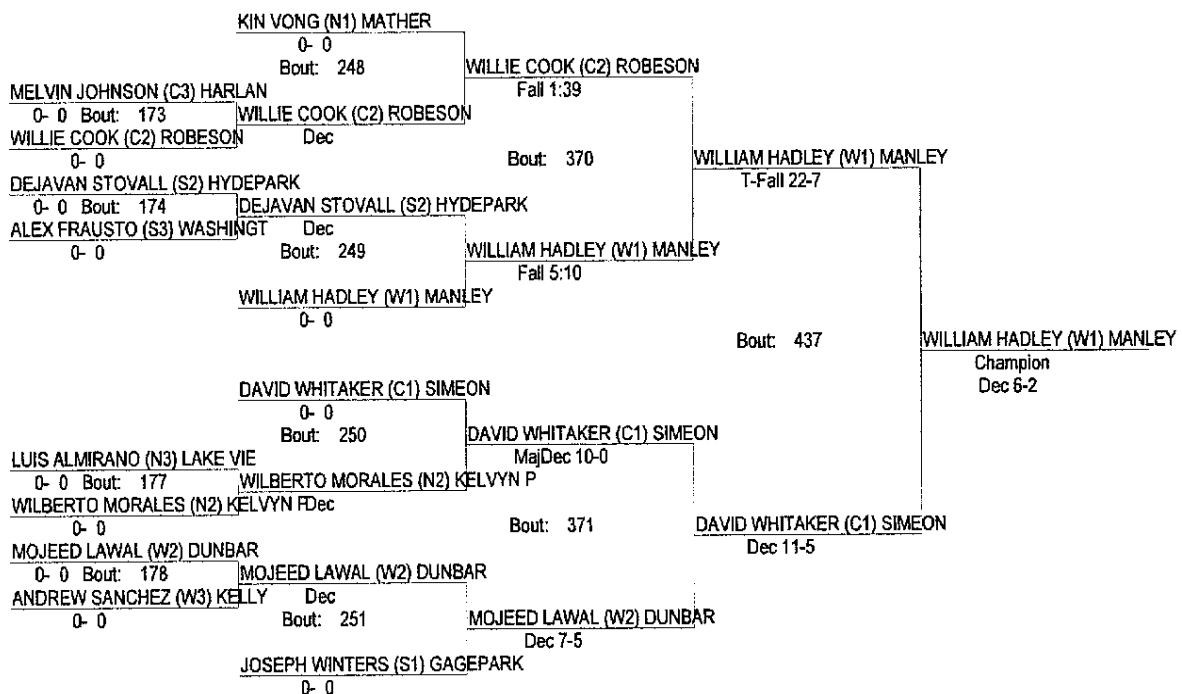 KIN VONG (N1) MATHER
0- 0
Bout: 248
WILLIE COOK (C2) ROBESON
Fall 1:39
MELVIN JOHNSON (C3) HARLAN
0- 0 Bout: 173
WILLIE COOK (C2) ROBESON
Dec
WILLIE COOK (C2) ROBESON
0- 0
Bout: 370
WILLIAM HADLEY (W1) MANLEY
T-Fall 22-7
DEJAVAN STOVALL (S2) HYDEPARK
0- 0 Bout: 174
DEJAVAN STOVALL (S2) HYDEPARK
Dec
ALEX FRAUSTO (S3) WASHINGT
0- 0
Bout: 249
WILLIAM HADLEY (W1) MANLEY
Fall 5:10
WILLIAM HADLEY (W1) MANLEY
0- 0
Bout: 437
WILLIAM HADLEY (W1) MANLEY
Champion
Dec 6-2
DAVID WHITAKER (C1) SIMEON
0- 0
Bout: 250
DAVID WHITAKER (C1) SIMEON
MajDec 10-0
LUIS ALMIRANO (N3) LAKE VIE
0- 0 Bout: 177
WILBERTO MORALES (N2) KELVYN P
WILBERTO MORALES (N2) KELVYN P
Dec
0- 0
Bout: 371
DAVID WHITAKER (C1) SIMEON
Dec 11-5
MOJEED LAWAL (W2) DUNBAR
0- 0 Bout: 178
MOJEED LAWAL (W2) DUNBAR
Dec
ANDREW SANCHEZ (W3) KELLY
0- 0
Bout: 251
MOJEED LAWAL (W2) DUNBAR
Dec 7-5
JOSEPH WINTERS (S1) GAGEPARK
0- 0